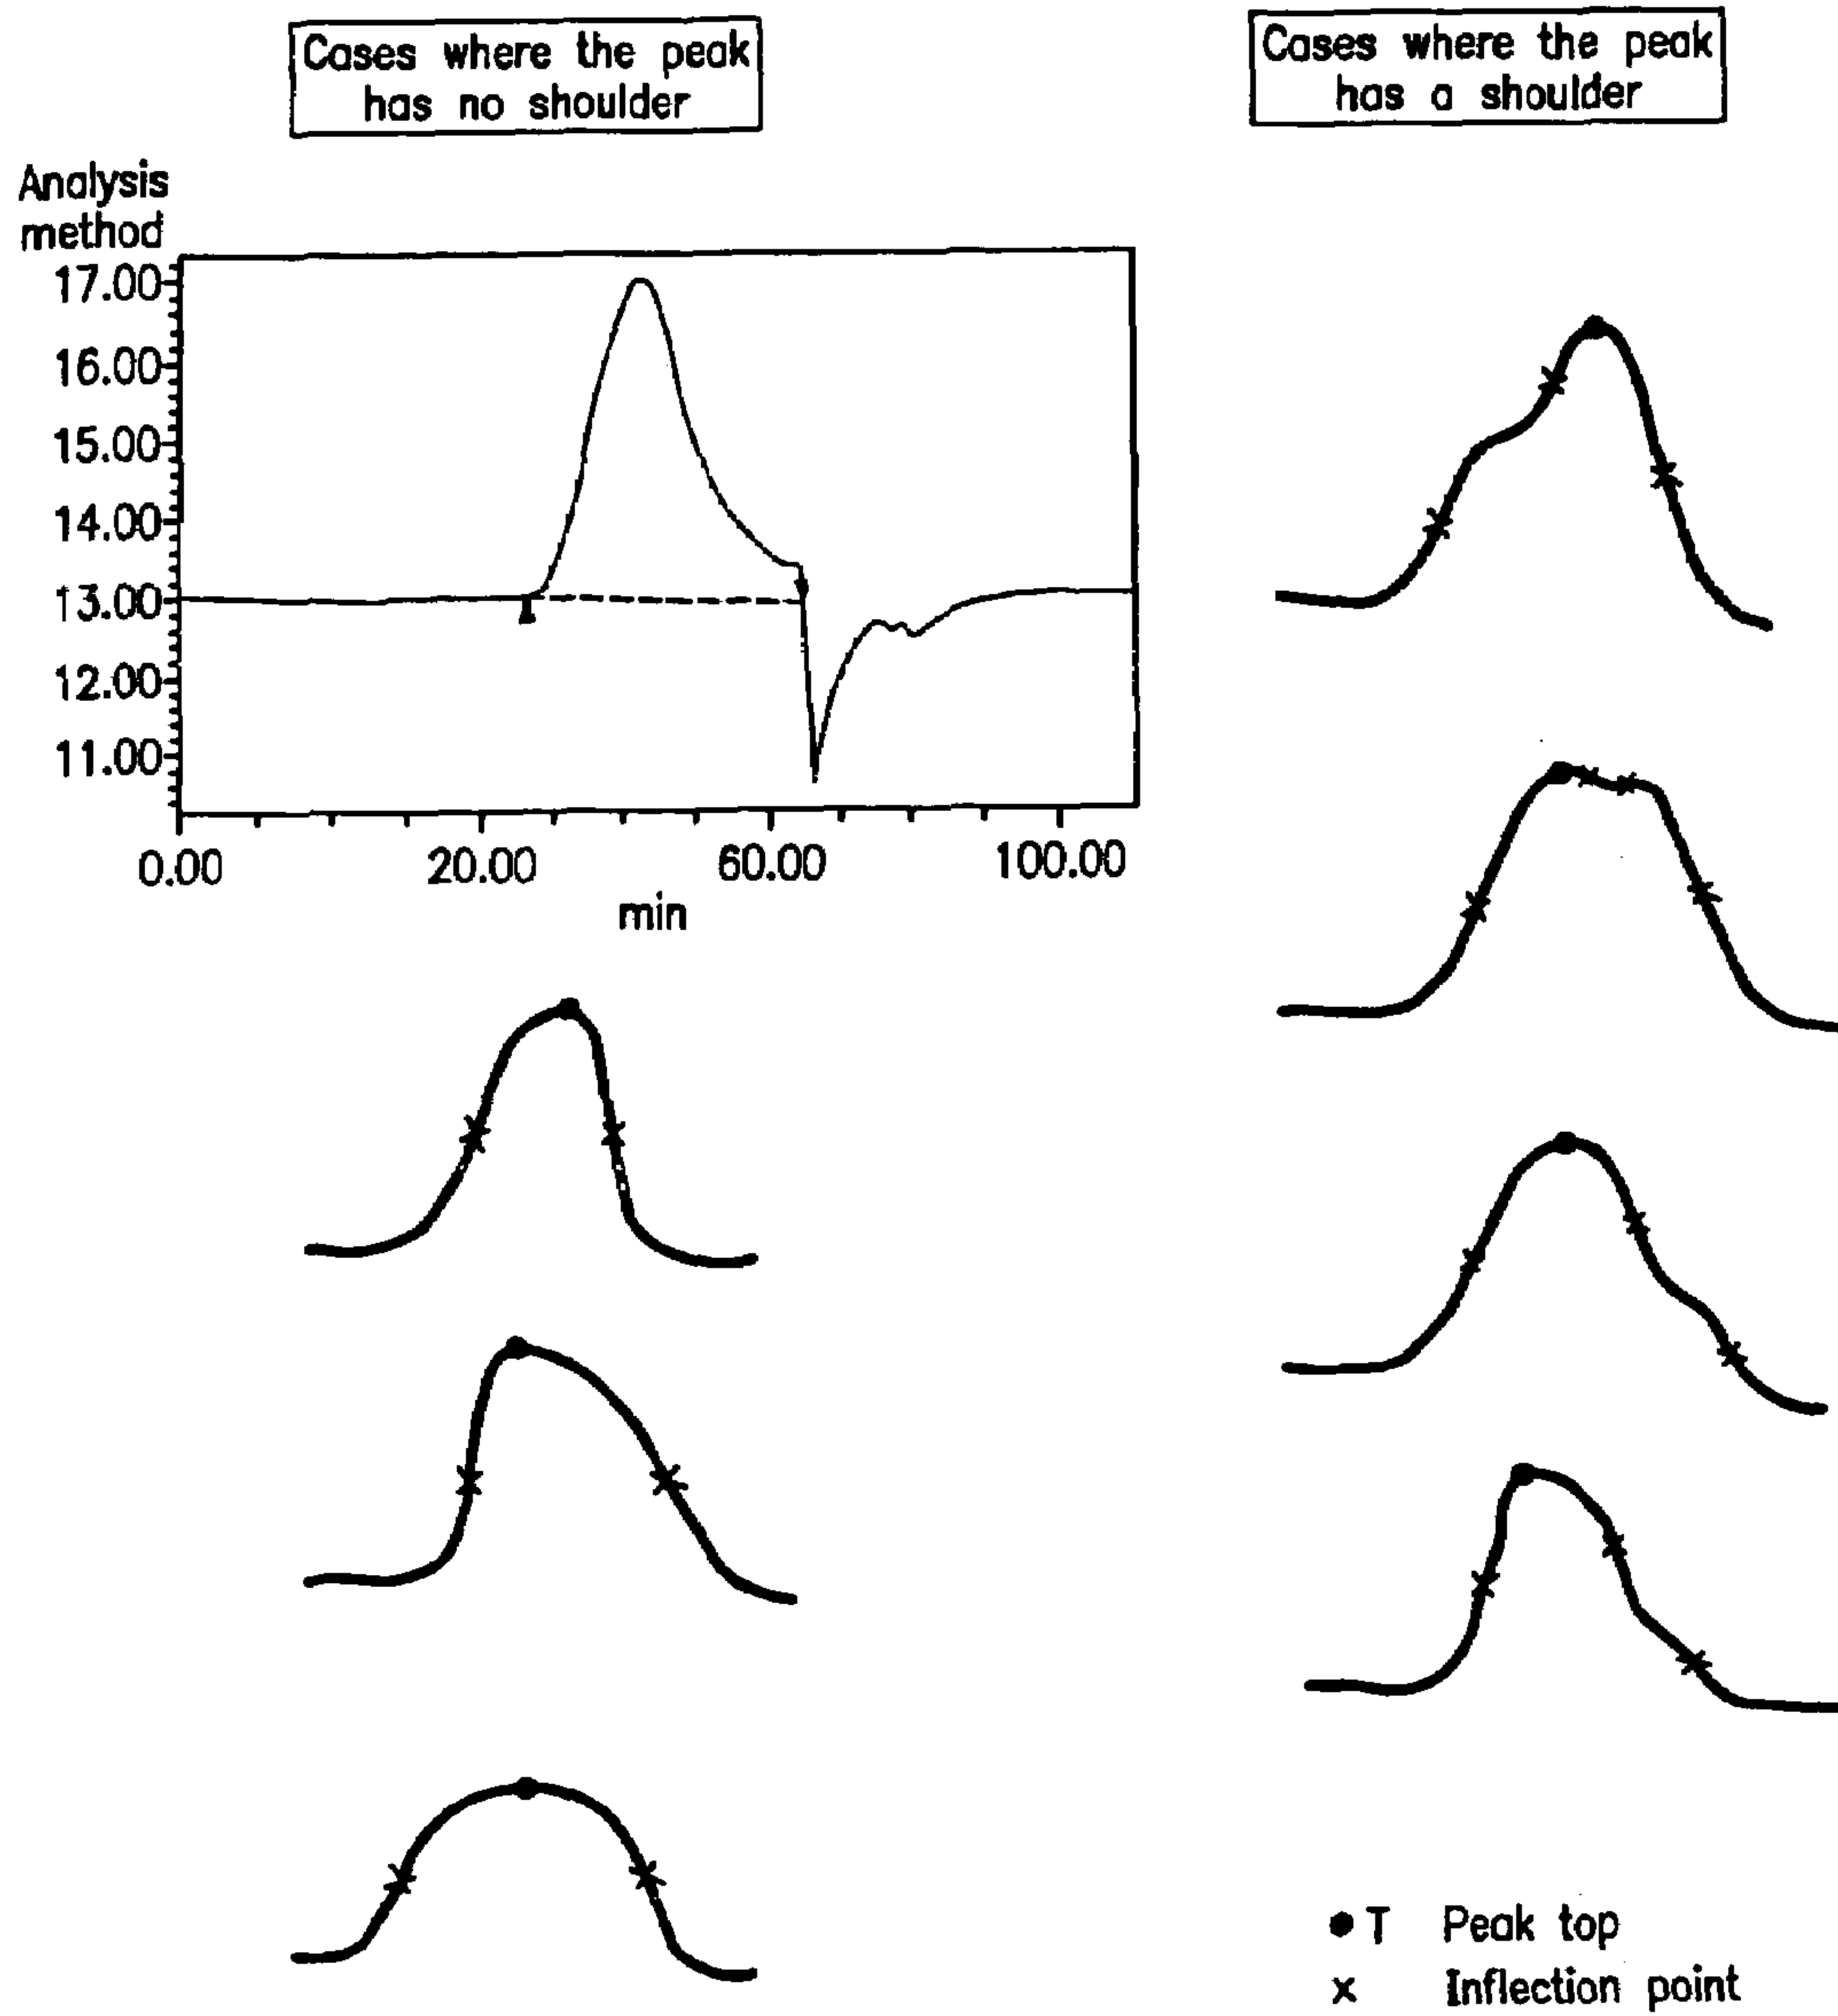 Cases where the peak
has no shoulder
Cases where the peak
has a shoulder
Analysis
method
17.00
16.00
15.00
14.00
13.00
12.00
11.00
0.00
20.00
60.00
100.00
min
● T Peak top
x Inflection point